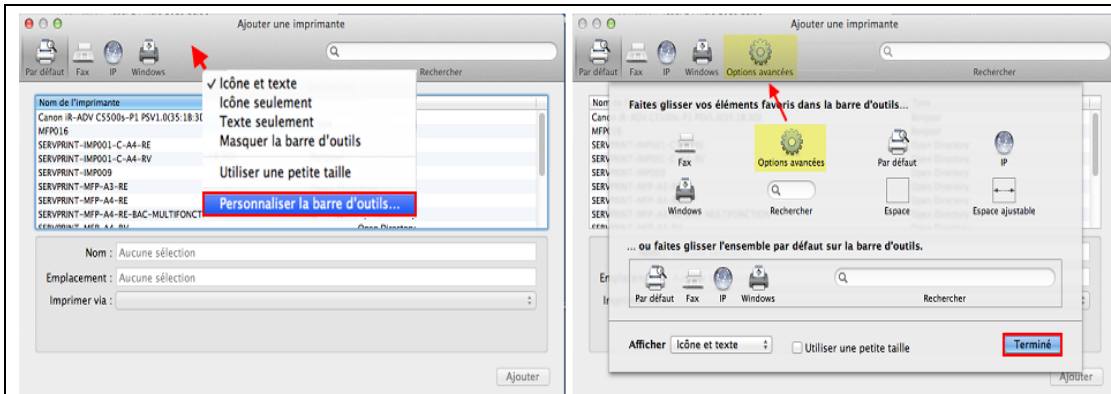 Ajouter une imprimante
Par défaut Fax IP Windows
Rechercher
✓ Icône et texte
Icône seulement
Texte seulement
Masquer la barre d'outils
Utiliser une petite taille
Personnaliser la barre d'outils...
Nom de l'imprimante
Canon iR-ADV C5500s-P1 PSV1.0(35:18:3
MFP016
SERVPRINT-IMP001-C-A4-RE
SERVPRINT-IMP001-C-A4-RV
SERVPRINT-IMP009
SERVPRINT-MFP-A3-RE
SERVPRINT-MFP-A4-RE
SERVPRINT-MFP-A4-RE-BAC-MULTIFONCT
SERVPRINT-MFP-A4-RV Open Directory
Nom : Aucune sélection
Emplacement : Aucune sélection
Imprimer via :
Ajouter
Ajouter une imprimante
Par défaut Fax IP Windows Options avancées
Rechercher
Faites glisser vos éléments favoris dans la barre d'outils...
Fax Options avancées Par défaut IP
Windows Rechercher Espace Espace ajustable
... ou faites glisser l'ensemble par défaut sur la barre d'outils.
Par défaut Fax IP Windows Rechercher
Afficher Icône et texte Utiliser une petite taille Terminé
Ajouter